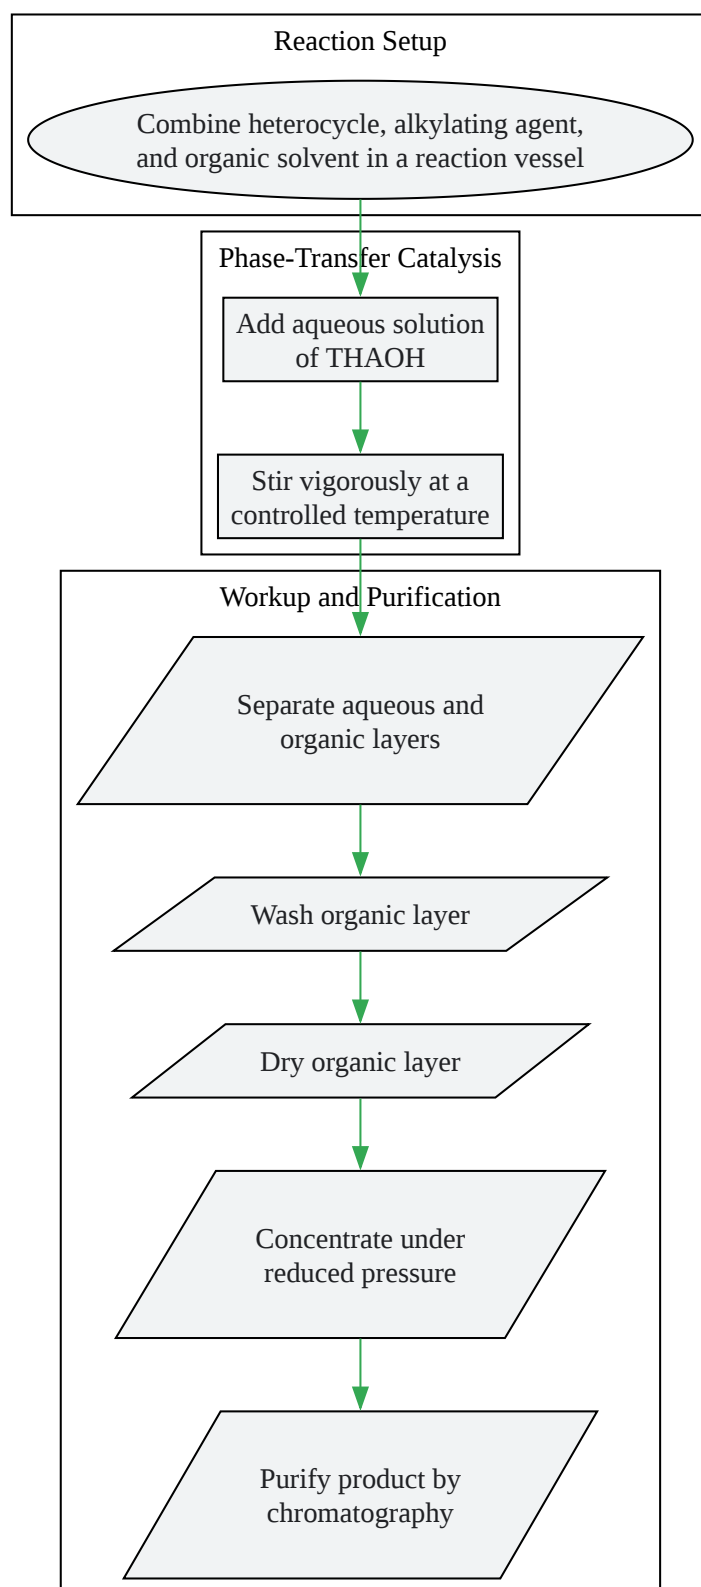 Reaction Setup
Combine heterocycle, alkylating agent,
and organic solvent in a reaction vessel
Phase-Transfer Catalysis
Add aqueous solution
of THAOH
Stir vigorously at a
controlled temperature
Workup and Purification
Separate aqueous and
organic layers
Wash organic layer
Dry organic layer
Concentrate under
reduced pressure
Purify product by
chromatography